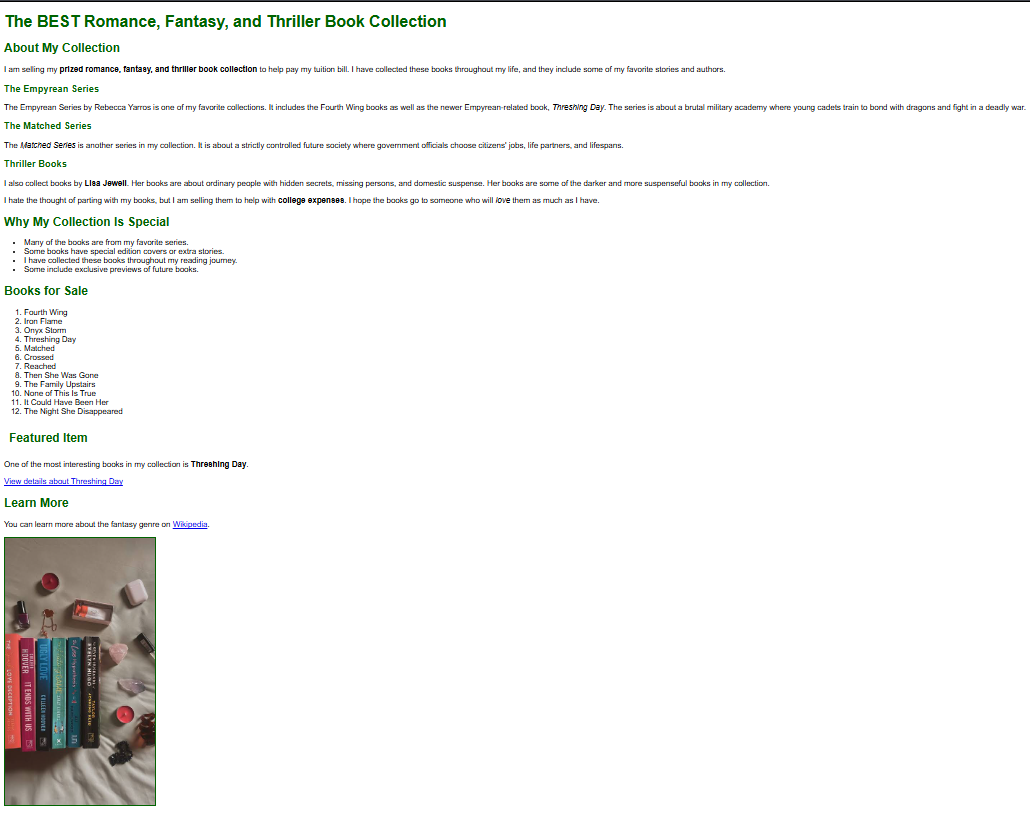 The BEST Romance, Fantasy, and Thriller Book Collection
About My Collection
I am selling my prized romance, fantasy, and thriller book collection to help pay my tuition bill. I have collected these books throughout my life, and they include some of my favorite stories and authors.
The Empyrean Series
The Empyrean Series by Rebecca Yarros is one of my favorite collections. It includes the Fourth Wing books as well as the newer Empyrean-related book, Threshing Day. The series is about a brutal military academy where young cadets train to bond with dragons and fight in a deadly war.
The Matched Series
The Matched Series is another series in my collection. It is about a strictly controlled future society where government officials choose citizens' jobs, life partners, and lifespans.
Thriller Books
I also collect books by Lisa Jewell. Her books are about ordinary people with hidden secrets, missing persons, and domestic suspense. Her books are some of the darker and more suspenseful books in my collection.
I hate the thought of parting with my books, but I am selling them to help with college expenses. I hope the books go to someone who will love them as much as I have.
Why My Collection Is Special
• Many of the books are from my favorite series.
• Some books have special edition covers or extra stories.
• I have collected these books throughout my reading journey.
• Some include exclusive previews of future books.
Books for Sale
1. Fourth Wing
2. Iron Flame
3. Onyx Storm
4. Threshing Day
5. Matched
6. Crossed
7. Reached
8. Then She Was Gone
9. The Family Upstairs
10. None of This Is True
11. It Could Have Been Her
12. The Night She Disappeared
Featured Item
One of the most interesting books in my collection is Threshing Day.
View details about Threshing Day
Learn More
You can learn more about the fantasy genre on Wikipedia.
THE LOVE DECEPTION
HOOVER IT ENDS WITH US
UGLY LOVE COLLEEN HOOVER
EVELYN HUGO